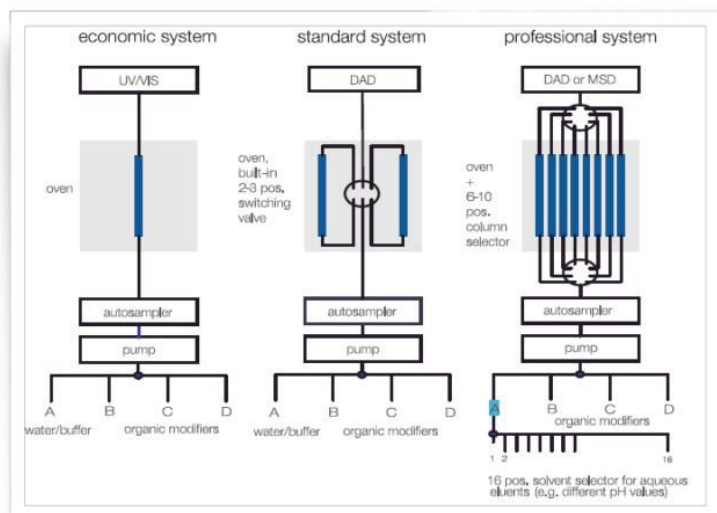 economic system
standard system
professional system
UV/VIS
DAD
DAD or MSD
oven
oven,
built-in
2-3 pos.
switching
valve
oven
+
6-10
pos.
column
selector
autosampler
autosampler
autosampler
pump
pump
pump
A B C D
water/buffer organic modifiers
A B C D
water/buffer organic modifiers
A B C D
organic modifiers
1 2 16
16 pos. solvent selector for aqueous
eluents (e.g. different pH values)